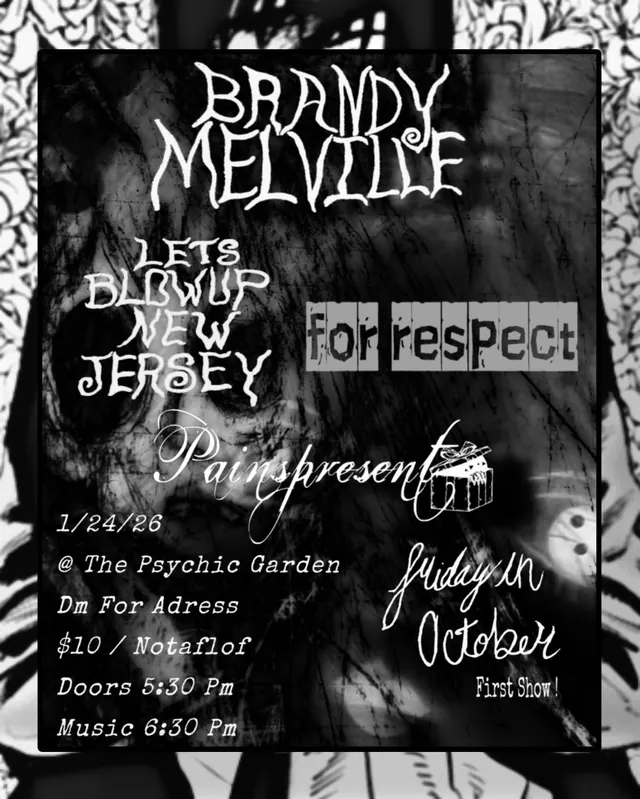 BRANDY
MELVILLE
LETS
BLOWUP
NEW
JERSEY
for respect
Painspresent
1/24/26
@ The Psychic Garden
Dm For Adress
$10 / Notaflof
Doors 5:30 Pm
Music 6:30 Pm
friday in
October
First Show!